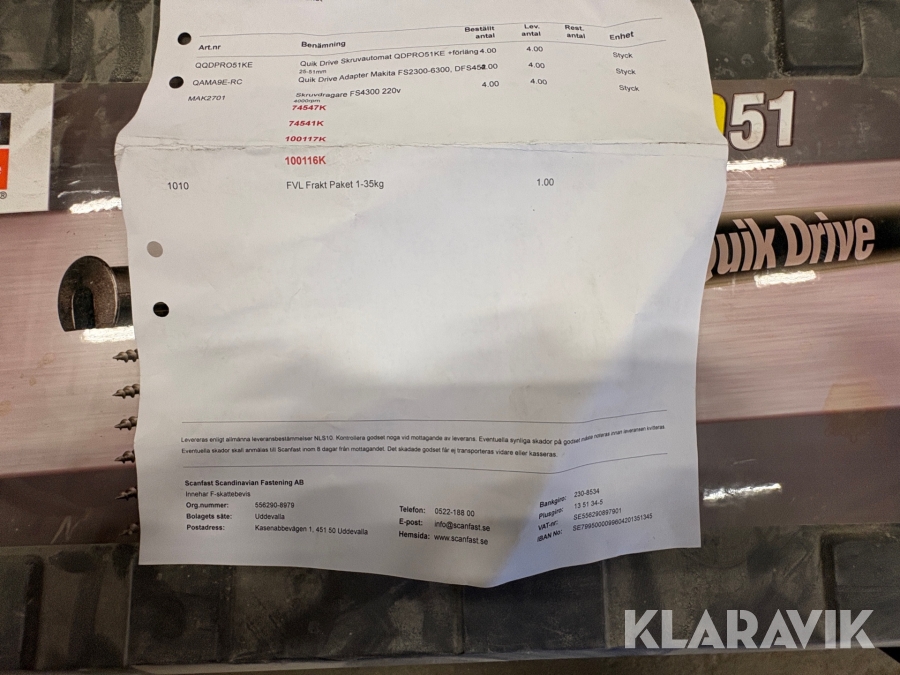 Art.nr Benämning Beställt antal Lev. antal Rest. antal Enhet
QQDPRO51KE Quik Drive Skruvautomat QDPRO51KE +förläng 4.00 4.00 Styck
25-51mm
QAMA9E-RC Quik Drive Adapter Makita FS2300-6300, DFS45 .00 4.00 Styck
MAK2701 Skruvdragare FS4300 220v 4.00 4.00 Styck
4000rpm
74547K
74541K
100117K
100116K
1010 FVL Frakt Paket 1-35kg 1.00
Levereras enligt allmänna leveransbestämmelser NLS10. Kontrollera godset noga vid mottagande av leverans. Eventuella synliga skador på godset måste noteras innan leveransen kvitteras.
Eventuella skador skall anmälas till Scanfast inom 8 dagar från mottagandet. Det skadade godset får ej transporteras vidare eller kasseras.
Scanfast Scandinavian Fastening AB
Innehar F-skattebevis
Org.nummer: 556290-8979
Bolagets säte: Uddevalla
Postadress: Kasenabbevägen 1, 451 50 Uddevalla
Telefon: 0522-188 00
E-post: info@scanfast.se
Hemsida: www.scanfast.se
Bankgiro: 230-8534
Plusgiro: 13 51 34-5
VAT-nr: SE556290897901
IBAN No: SE7995000099604201351345
51
Quik Drive
®
KLARAVIK